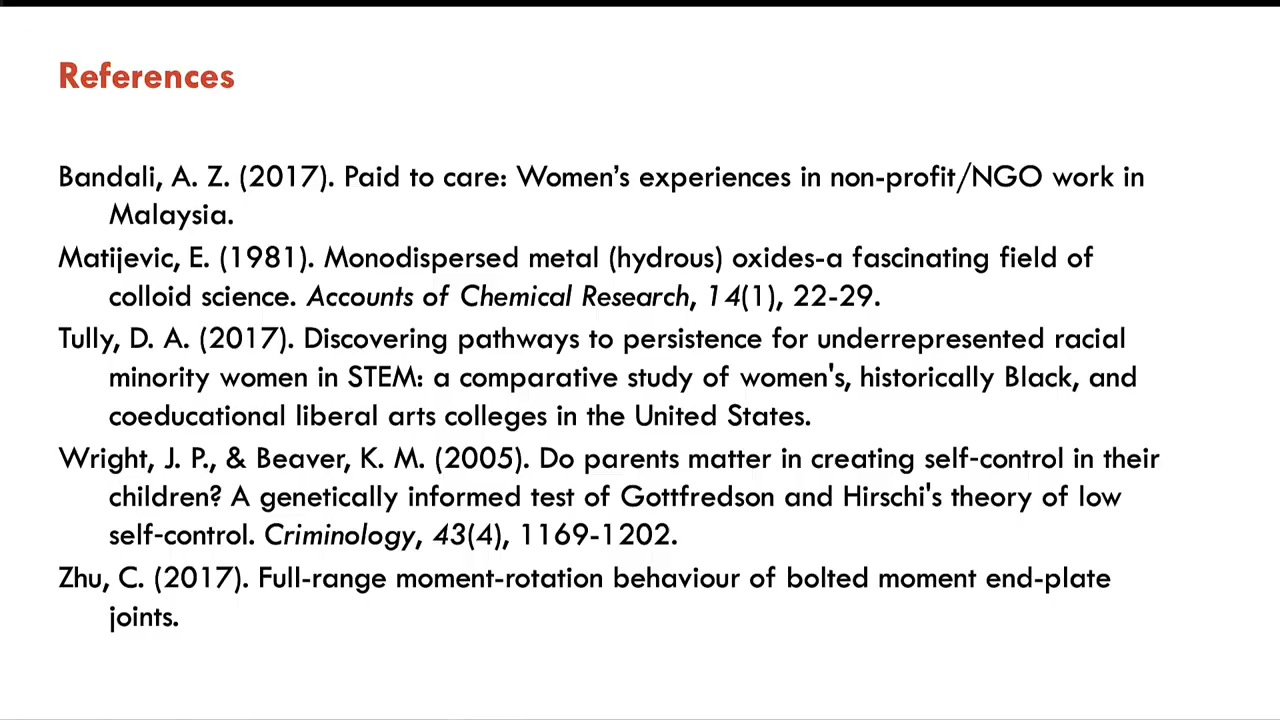 References
Bandali, A. Z. (2017). Paid to care: Women’s experiences in non-profit/NGO work in
Malaysia.
Matijevic, E. (1981). Monodispersed metal (hydrous) oxides-a fascinating field of
colloid science. Accounts of Chemical Research, 14(1), 22-29.
Tully, D. A. (2017). Discovering pathways to persistence for underrepresented racial
minority women in STEM: a comparative study of women's, historically Black, and
coeducational liberal arts colleges in the United States.
Wright, J. P., & Beaver, K. M. (2005). Do parents matter in creating self-control in their
children? A genetically informed test of Gottfredson and Hirschi's theory of low
self-control. Criminology, 43(4), 1169-1202.
Zhu, C. (2017). Full-range moment-rotation behaviour of bolted moment end-plate
joints.